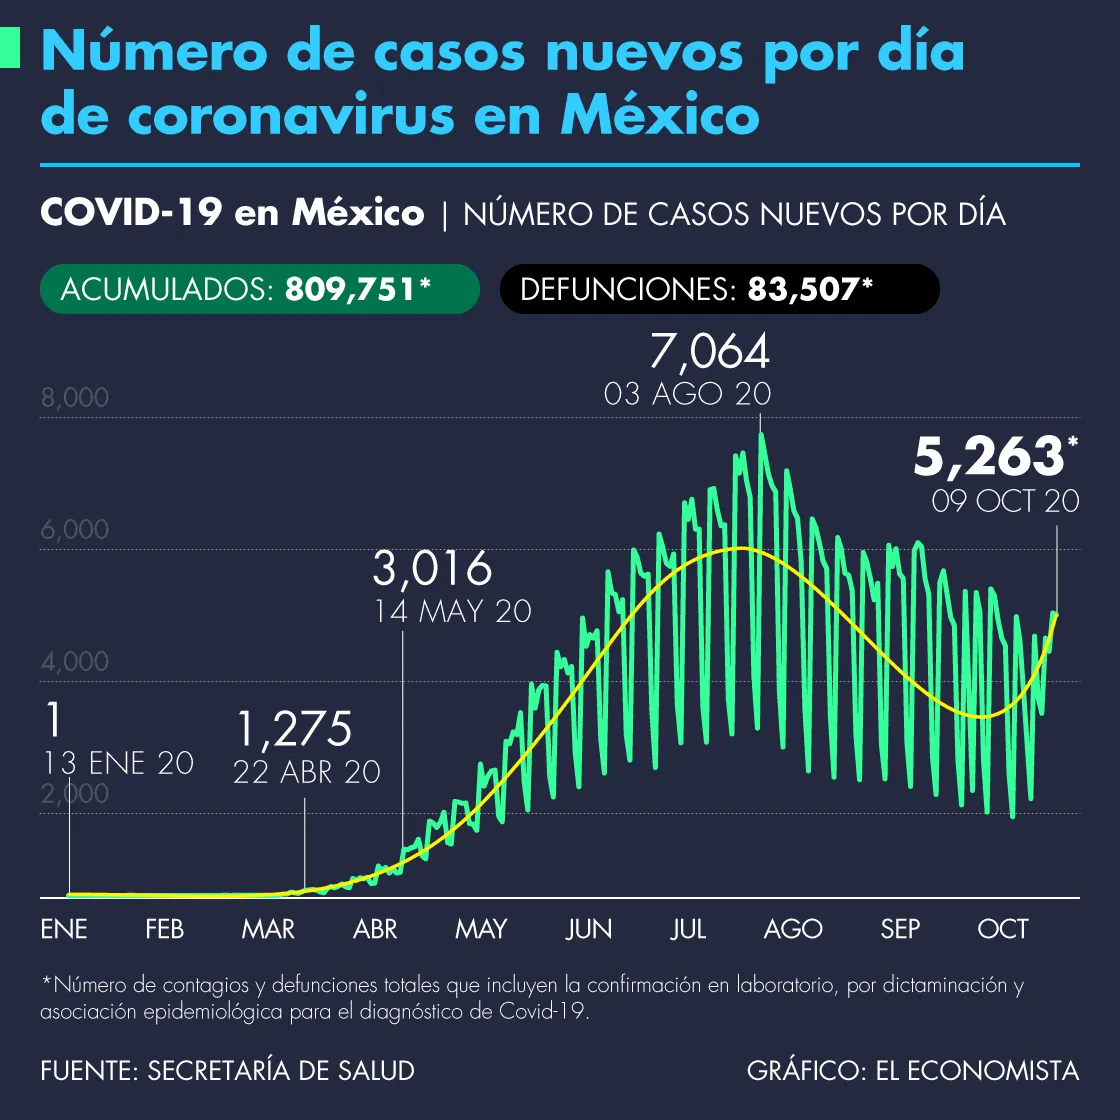 Número de casos nuevos por día
de coronavirus en México
COVID-19 en México | NÚMERO DE CASOS NUEVOS POR DÍA
ACUMULADOS: 809,751* DEFUNCIONES: 83,507*
7,064
03 AGO 20
8,000
5,263*
09 OCT 20
6,000
3,016
14 MAY 20
4,000
1
13 ENE 20
1,275
22 ABR 20
2,000
ENE FEB MAR ABR MAY JUN JUL AGO SEP OCT
*Número de contagios y defunciones totales que incluyen la confirmación en laboratorio, por dictaminación y
asociación epidemiológica para el diagnóstico de Covid-19.
FUENTE: SECRETARÍA DE SALUD GRÁFICO: EL ECONOMISTA